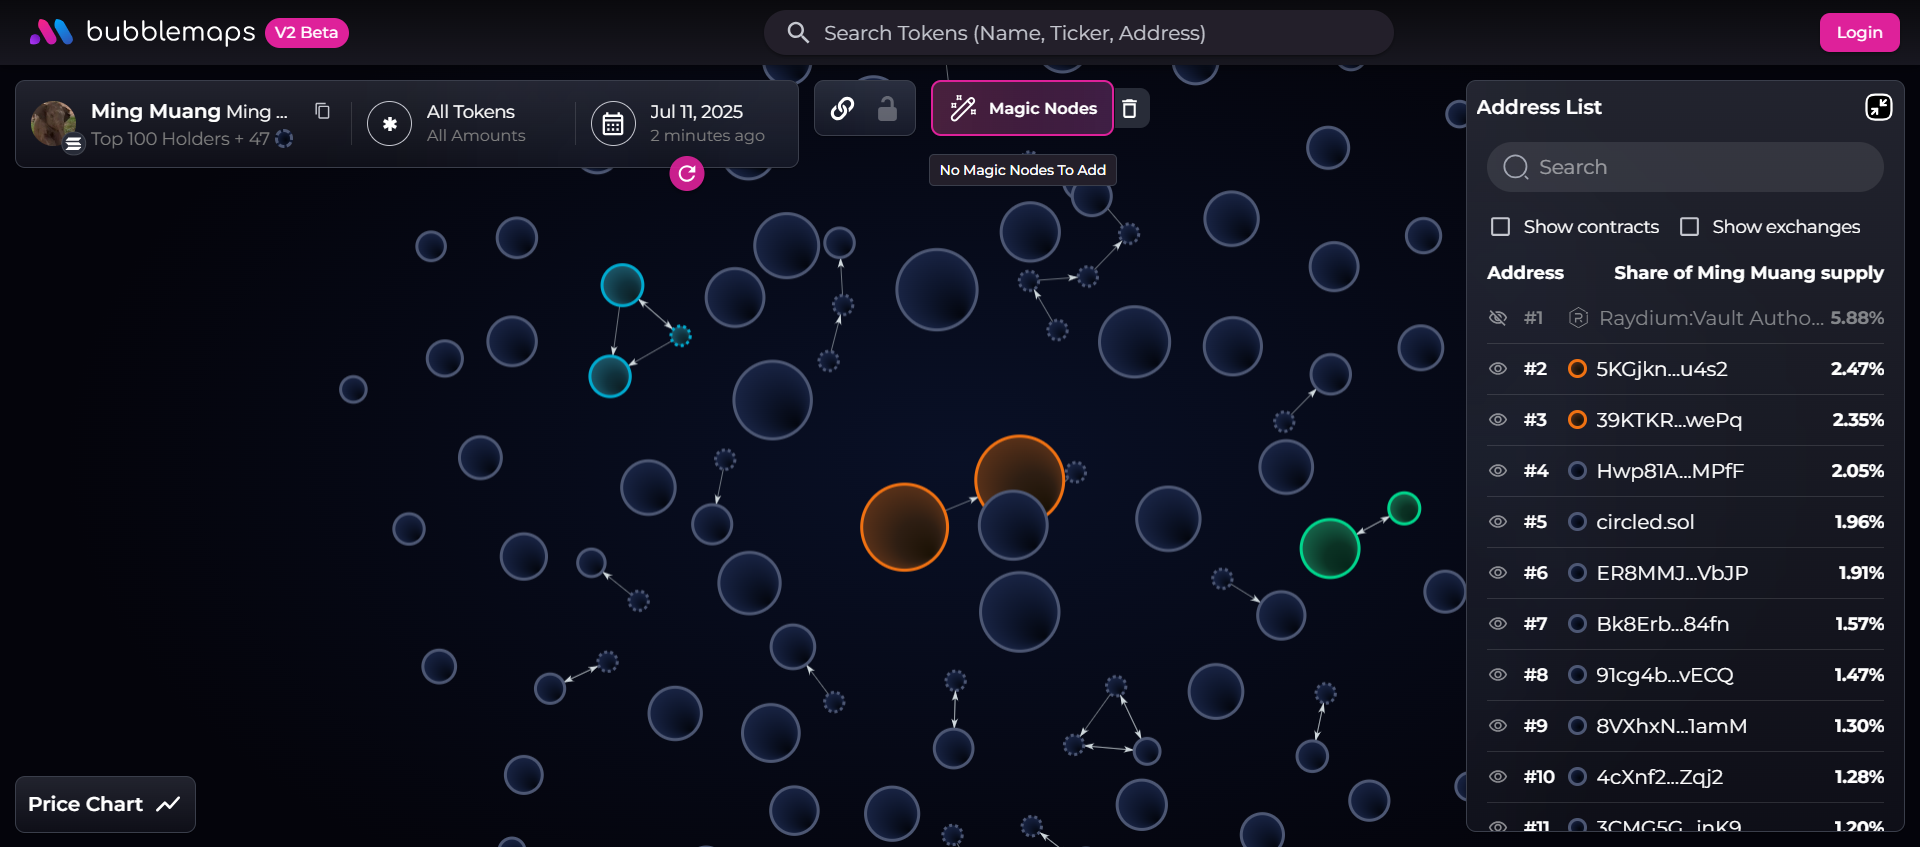 bubblemaps V2 Beta
Search Tokens (Name, Ticker, Address)
Login
Ming Muang Ming ...
Top 100 Holders + 47
All Tokens
All Amounts
Jul 11, 2025
2 minutes ago
Magic Nodes
No Magic Nodes To Add
Address List
Search
Show contracts
Show exchanges
Address Share of Ming Muang supply
#1 Raydium:Vault Autho... 5.88%
#2 5KGjkn...u4s2 2.47%
#3 39KTKR...wePq 2.35%
#4 Hwp81A...MPfF 2.05%
#5 circled.sol 1.96%
#6 ER8MMJ...VbJP 1.91%
#7 Bk8Erb...84fn 1.57%
#8 91cg4b...vECQ 1.47%
#9 8VXhxN...1amM 1.30%
#10 4cXnf2...Zqj2 1.28%
#11 3CMG5G...jnK9 1.20%
Price Chart